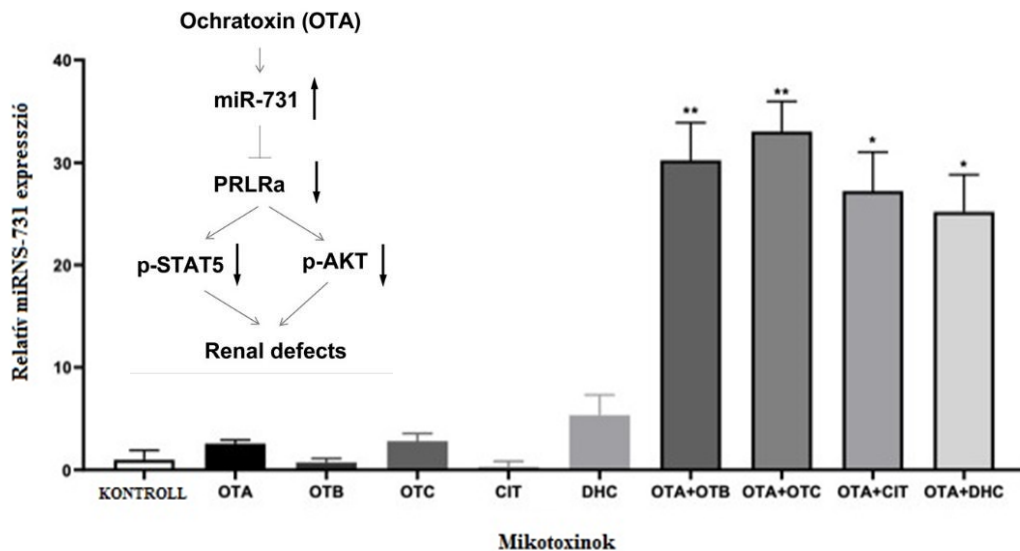 Ochratoxin (OTA)
miR-731
PRLRa
p-STAT5 p-AKT
Renal defects
Relatív miRNS-731 expresszió
40
30
20
10
0
** ** * *
KONTROLL OTA OTB OTC CIT DHC OTA+OTB OTA+OTC OTA+CIT OTA+DHC
Mikotoxinok